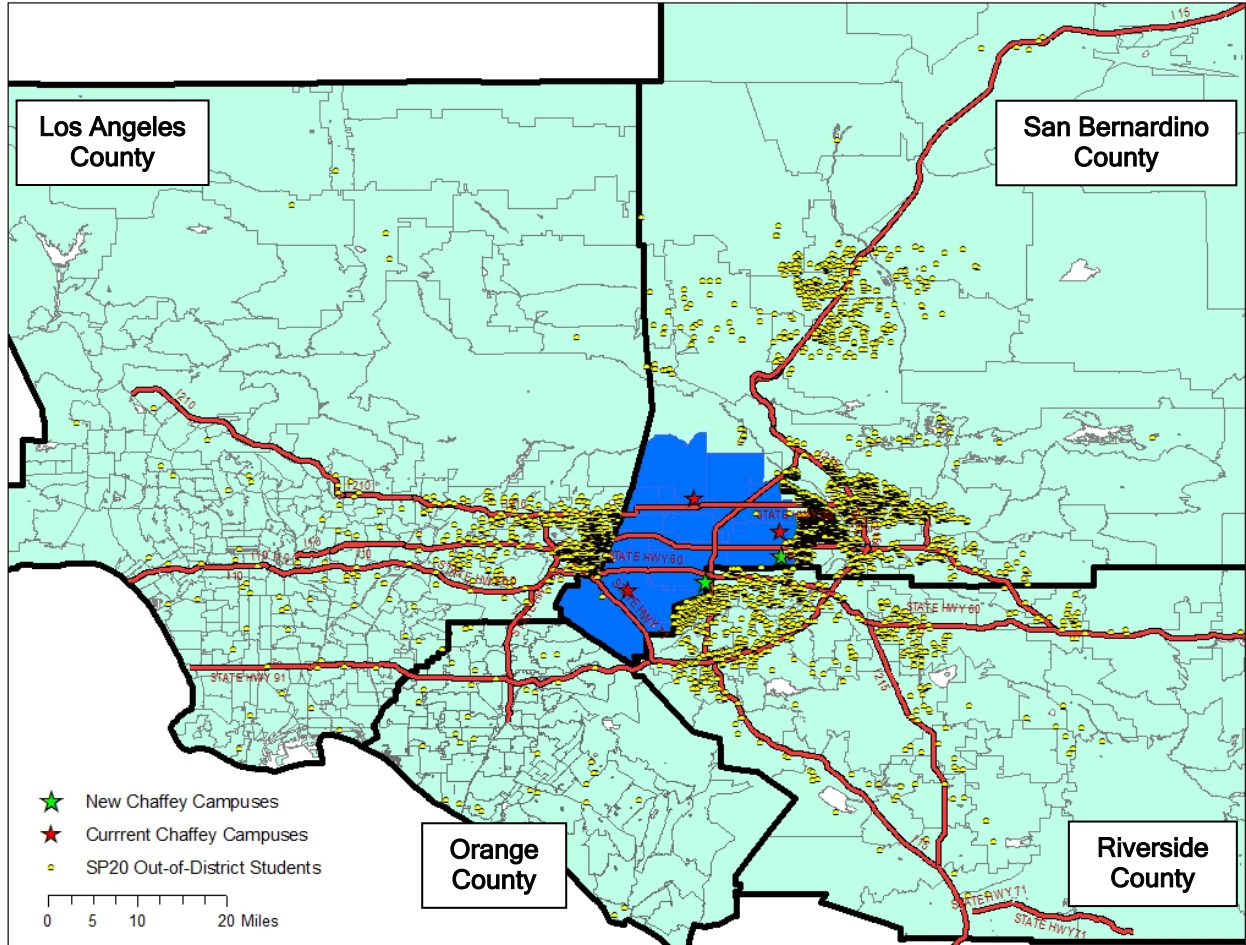 I 15
Los Angeles
County
San Bernardino
County
I210
I210
STATE HWY 60
I10
I10
STATE HWY 60
STATE HWY 91
I215
I15
STATE HWY 71
STATE HWY 71
New Chaffey Campuses
Currrent Chaffey Campuses
SP20 Out-of-District Students
0 5 10 20 Miles
Orange
County
Riverside
County